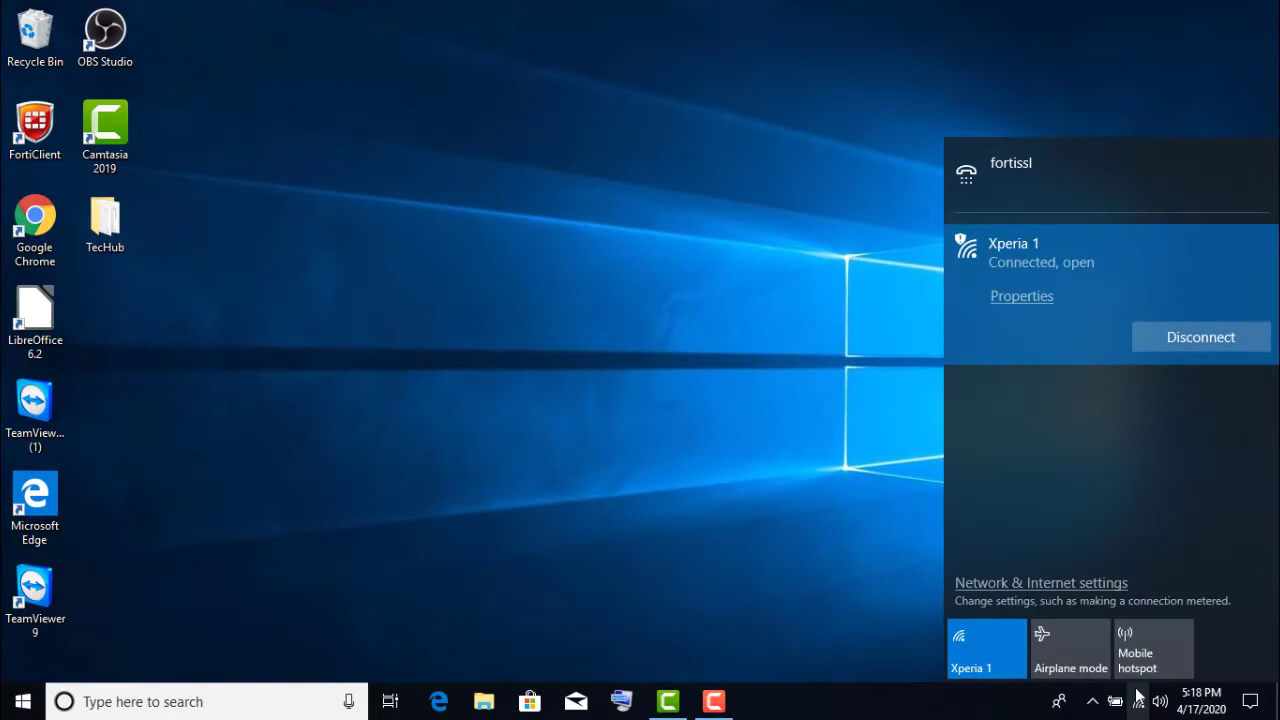 Recycle Bin
OBS Studio
FortiClient
Camtasia
2019
Google
Chrome
TecHub
LibreOffice
6.2
TeamView...
(1)
Microsoft
Edge
TeamViewer
9
fortissl
Xperia 1
Connected, open
Properties
Disconnect
Network & Internet settings
Change settings, such as making a connection metered.
Xperia 1
Airplane mode
Mobile
hotspot
Type here to search
5:18 PM
4/17/2020